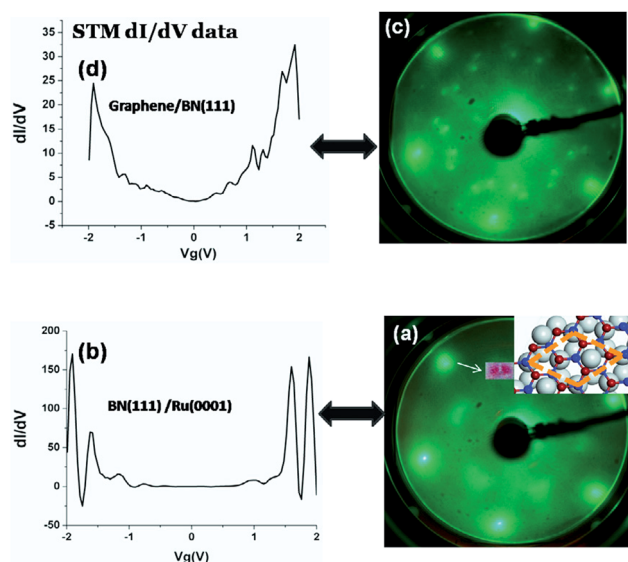 STM dI/dV data
(d)
Graphene/BN(111)
dI/dV
35
30
25
20
15
10
5
0
-2
-1
0
1
2
Vg(V)
(c)
(b)
BN(111) /Ru(0001)
dI/dV
200
150
100
50
0
-50
-2
-1
0
1
2
Vg(V)
(a)